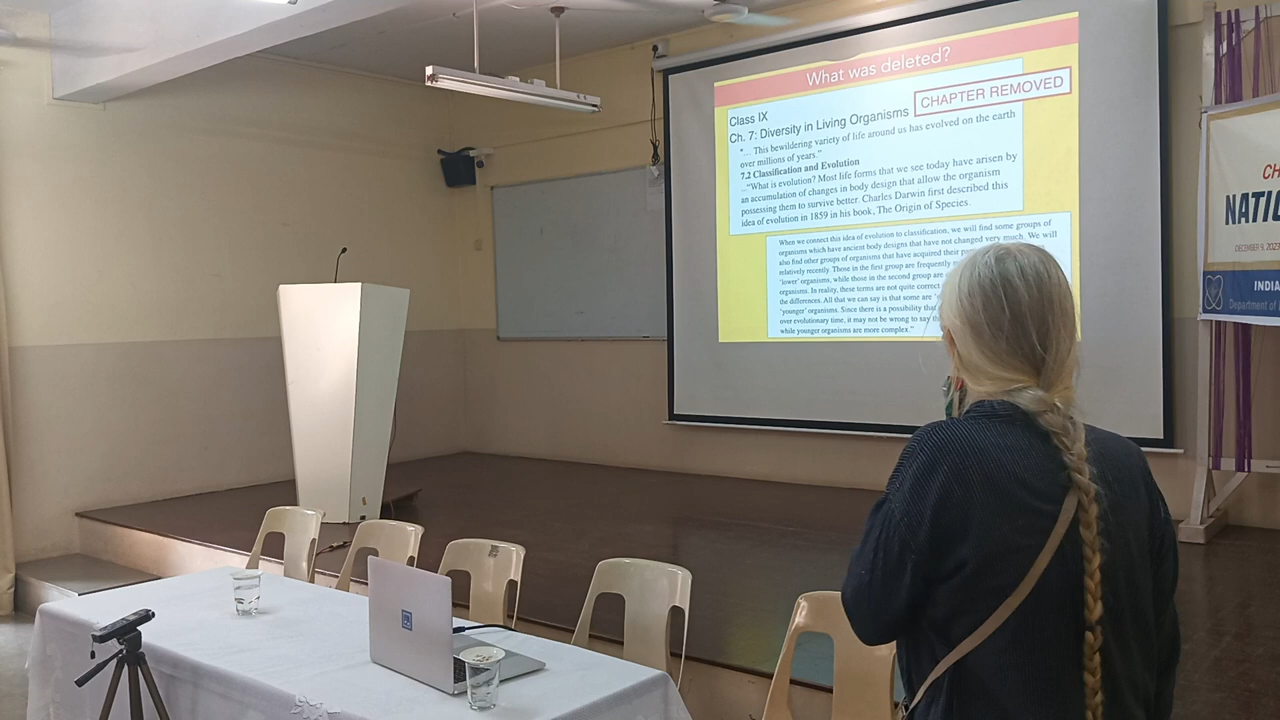 What was deleted?
CHAPTER REMOVED
Class IX
Ch. 7: Diversity in Living Organisms
"... This bewildering variety of life around us has evolved on the earth
over millions of years."
7.2 Classification and Evolution
..."What is evolution? Most life forms that we see today have arisen by
an accumulation of changes in body design that allow the organism
possessing them to survive better. Charles Darwin first described this
idea of evolution in 1859 in his book, The Origin of Species.
When we connect this idea of evolution to classification, we will find some groups of
organisms which have ancient body designs that have not changed very much. We will
also find other groups of organisms that have acquired their
relatively recently. Those in the first group are frequently
'lower' organisms, while those in the second group are
organisms. In reality, these terms are not quite correct
the differences. All that we can say is that some are
'younger' organisms. Since there is a possibility that
over evolutionary time, it may not be wrong to say
while younger organisms are more complex."
CH
NATIO
DECEMBER 9, 2023
INDIA
Department of